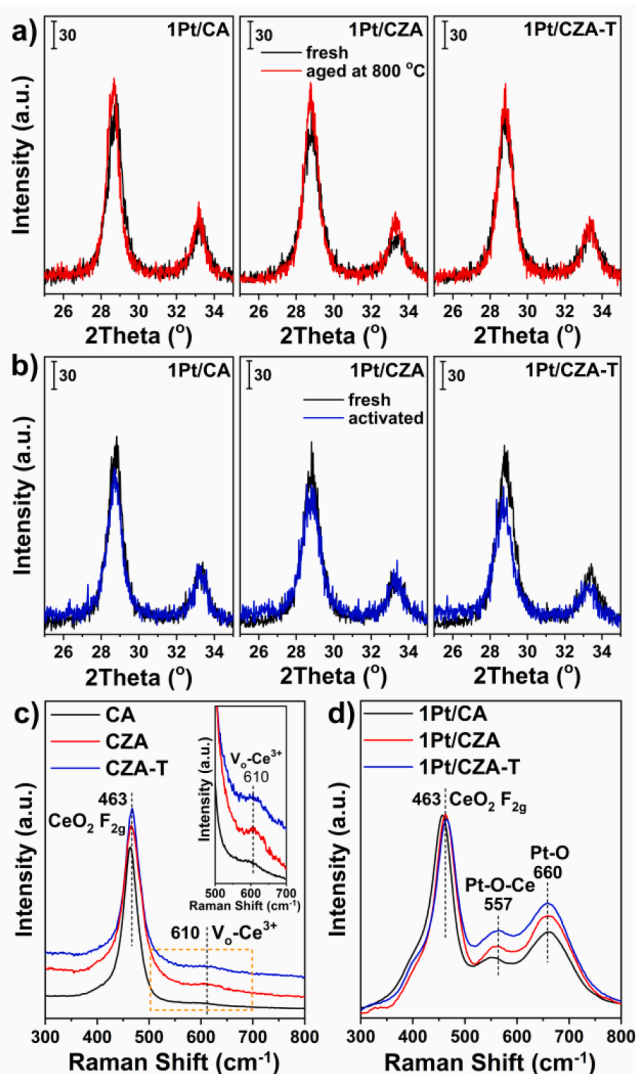 a)
30
1Pt/CA
30
1Pt/CZA
fresh
aged at 800 °C
30
1Pt/CZA-T
Intensity (a.u.)
26 28 30 32 34
26 28 30 32 34
26 28 30 32 34
2Theta (°)
2Theta (°)
2Theta (°)
b)
30
1Pt/CA
30
1Pt/CZA
fresh
activated
30
1Pt/CZA-T
Intensity (a.u.)
26 28 30 32 34
26 28 30 32 34
26 28 30 32 34
2Theta (°)
2Theta (°)
2Theta (°)
c)
CA
CZA
CZA-T
463
CeO₂ F₂g
610 Vₒ-Ce³⁺
Intensity (a.u.)
300 400 500 600 700 800
Raman Shift (cm⁻¹)
Vₒ-Ce³⁺
610
Intensity (a.u.)
500 600 700
Raman Shift (cm⁻¹)
d)
1Pt/CA
1Pt/CZA
1Pt/CZA-T
463 CeO₂ F₂g
Pt-O-Ce
557
Pt-O
660
Intensity (a.u.)
300 400 500 600 700 800
Raman Shift (cm⁻¹)